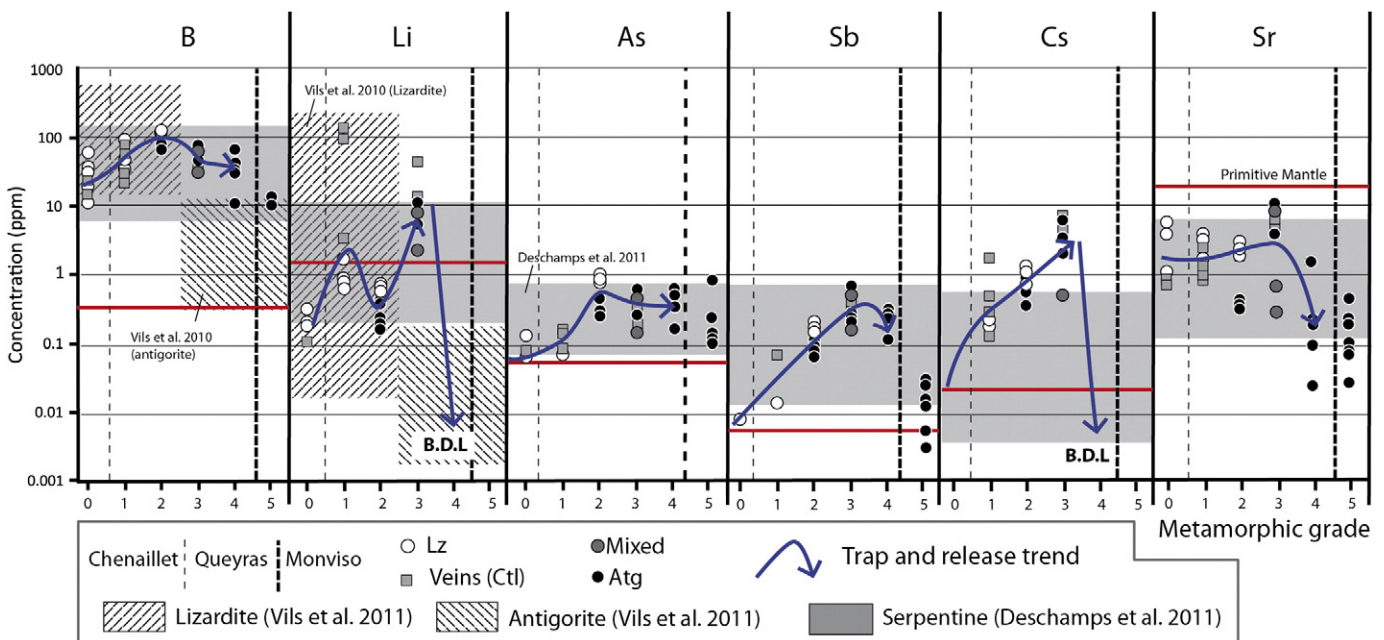 B Li As Sb Cs Sr
Concentration (ppm)
1000
100
10
1
0.1
0.01
0.001
Vils et al. 2010 (Lizardite)
Vils et al. 2010
(antigorite)
Deschamps et al. 2011
Primitive Mantle
B.D.L
B.D.L
0 1 2 3 4 5 0 1 2 3 4 5 0 1 2 3 4 5 0 1 2 3 4 5 0 1 2 3 4 5 0 1 2 3 4 5
Metamorphic grade
Chenaillet Queyras Monviso
Lz
Veins (Ctl)
Mixed
Atg
Trap and release trend
Lizardite (Vils et al. 2011) Antigorite (Vils et al. 2011) Serpentine (Deschamps et al. 2011)